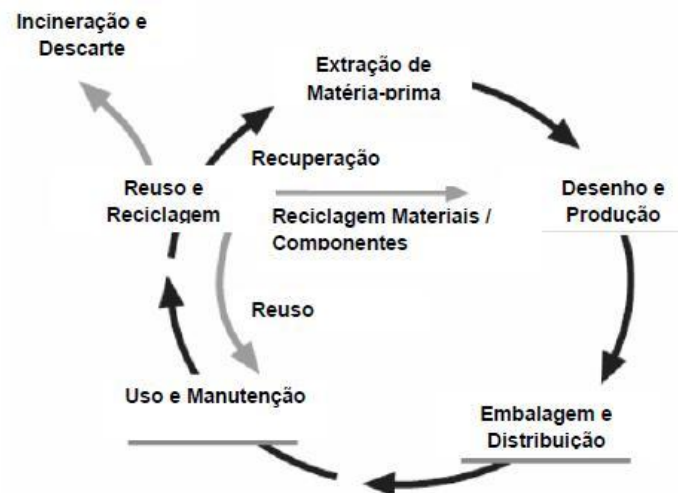 Incineração e
Descarte
Extração de
Matéria-prima
Recuperação
Reuso e
Reciclagem
Reciclagem Materiais /
Componentes
Desenho e
Produção
Reuso
Uso e Manutenção
Embalagem e
Distribuição